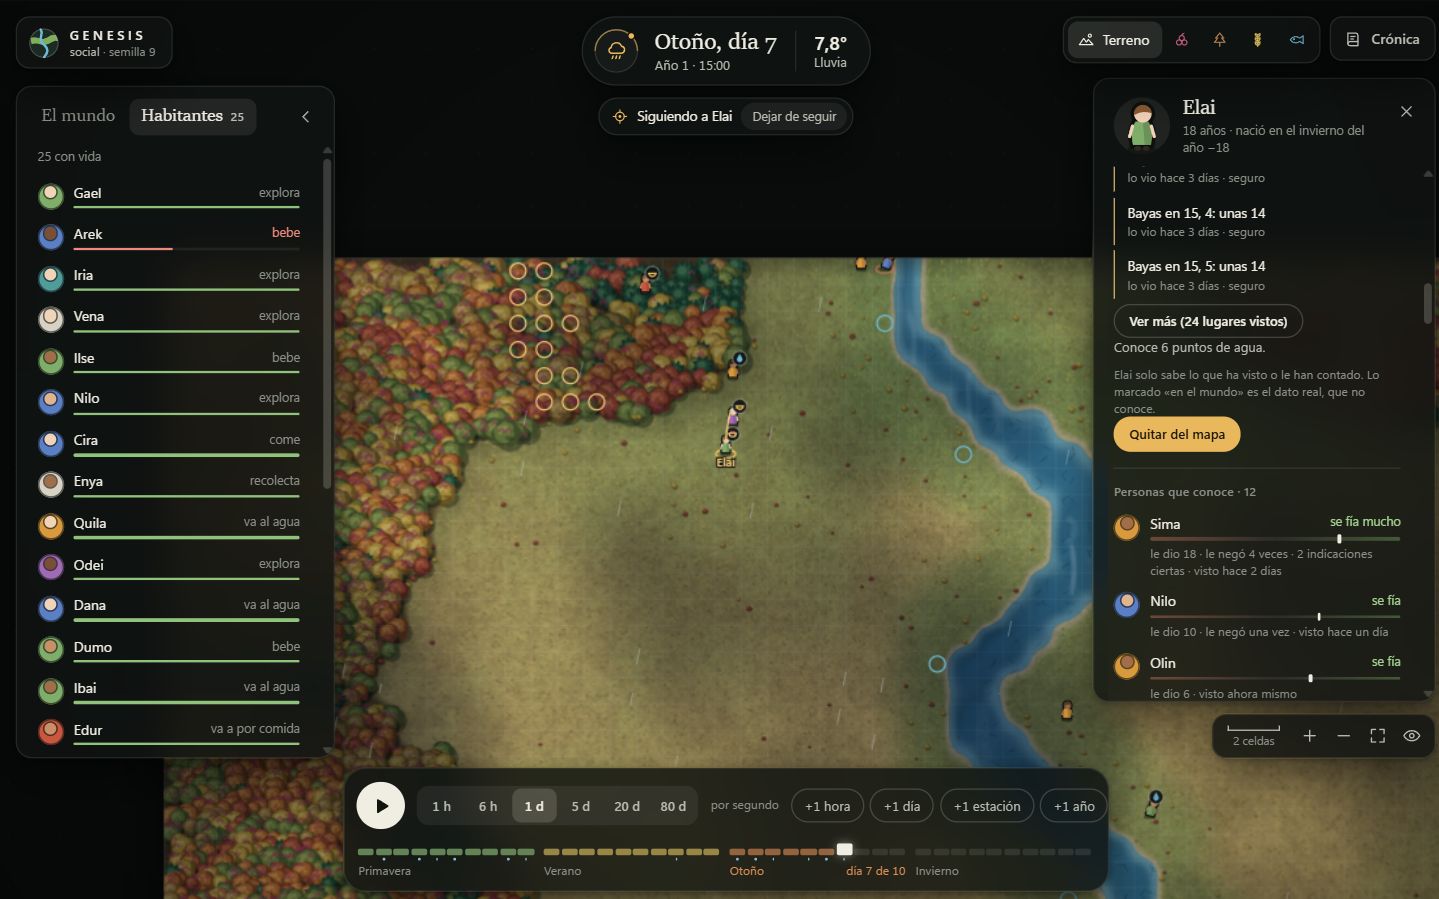 GENESIS
social · semilla 9
Otoño, día 7
Año 1 · 15:00
7,8°
Lluvia
Terreno
Crónica
Siguiendo a Elai
Dejar de seguir
El mundo
Habitantes 25
25 con vida
Gael explora
Arek bebe
Iria explora
Vena explora
Ilse bebe
Nilo explora
Cira come
Enya recolecta
Quila va al agua
Odei explora
Dana va al agua
Dumo bebe
Ibai va al agua
Edur va a por comida
Elai
Elai
18 años · nació en el invierno del
año −18
lo vio hace 3 días · seguro
Bayas en 15, 4: unas 14
lo vio hace 3 días · seguro
Bayas en 15, 5: unas 14
lo vio hace 3 días · seguro
Ver más (24 lugares vistos)
Conoce 6 puntos de agua.
Elai solo sabe lo que ha visto o le han contado. Lo
marcado «en el mundo» es el dato real, que no
conoce.
Quitar del mapa
Personas que conoce · 12
Sima se fía mucho
le dio 18 · le negó 4 veces · 2 indicaciones
ciertas · visto hace 2 días
Nilo se fía
le dio 10 · le negó una vez · visto hace un día
Olin se fía
le dio 6 · visto ahora mismo
2 celdas
1 h 6 h 1 d 5 d 20 d 80 d por segundo +1 hora +1 día +1 estación +1 año
Primavera Verano Otoño día 7 de 10 Invierno